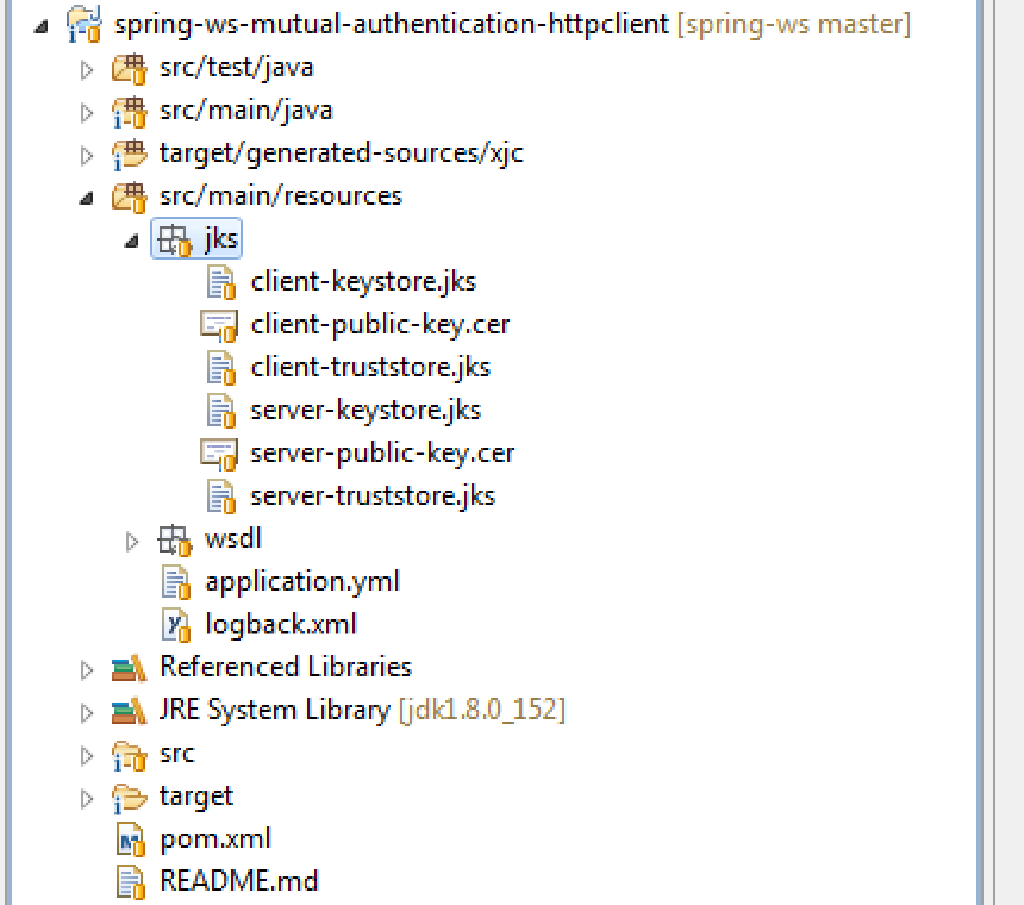 spring-ws-mutual-authentication-httpclient [spring-ws master]
src/test/java
src/main/java
target/generated-sources/xjc
src/main/resources
jks
client-keystore.jks
client-public-key.cer
client-truststore.jks
server-keystore.jks
server-public-key.cer
server-truststore.jks
wsdl
application.yml
logback.xml
Referenced Libraries
JRE System Library [jdk1.8.0_152]
src
target
pom.xml
README.md